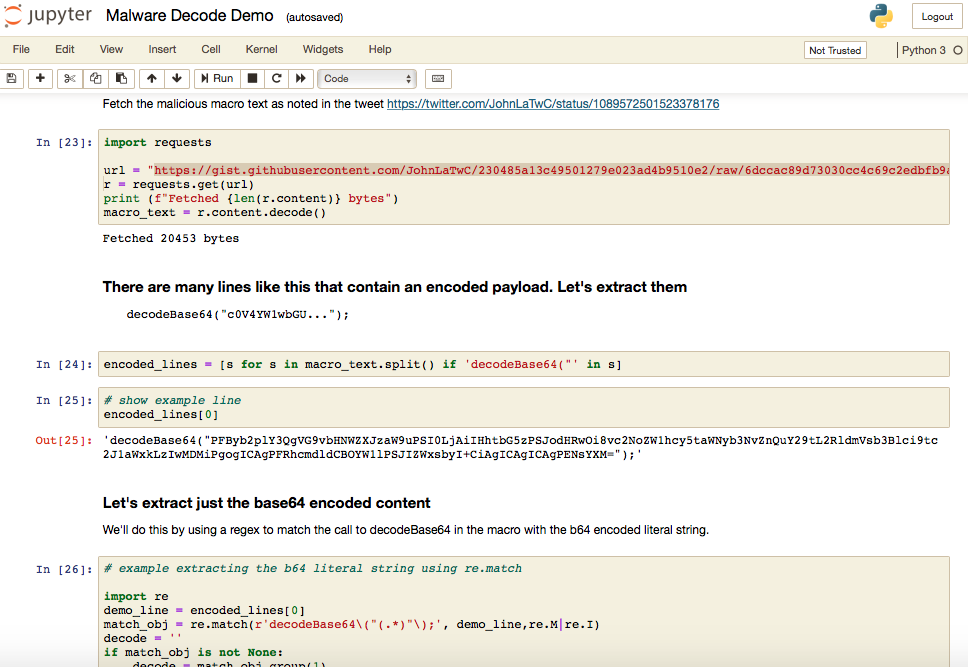 jupyter Malware Decode Demo (autosaved) Logout
File Edit View Insert Cell Kernel Widgets Help Not Trusted Python 3
Run Code
Fetch the malicious macro text as noted in the tweet https://twitter.com/JohnLaTwC/status/1089572501523378176
In [23]: import requests
url = "https://gist.githubusercontent.com/JohnLaTwC/230485a13c49501279e023ad4b9510e2/raw/6dccac89d73030cc4c69c2edbfb9a
r = requests.get(url)
print (f"Fetched {len(r.content)} bytes")
macro_text = r.content.decode()
Fetched 20453 bytes
There are many lines like this that contain an encoded payload. Let's extract them
decodeBase64("c0V4YW1wbGU...");
In [24]: encoded_lines = [s for s in macro_text.split() if 'decodeBase64("' in s]
In [25]: # show example line
encoded_lines[0]
Out[25]: 'decodeBase64("PFByb2plY3QgVG9vbHNWZXJzaW9uPSI0LjAiIHhtbG5zPSJodHRwOi8vc2NoZW1hcy5taWNyb3NvZnQuY29tL2RldmVsb3Blci9tc
2J1aWxkLzIwMDMiPgogICAgPFRhcmdldCBOYW1lPSJIZWxsbyI+CiAgICAgICAgPENsYXM=");'
Let's extract just the base64 encoded content
We'll do this by using a regex to match the call to decodeBase64 in the macro with the b64 encoded literal string.
In [26]: # example extracting the b64 literal string using re.match
import re
demo_line = encoded_lines[0]
match_obj = re.match(r'decodeBase64\("(.*)"\);', demo_line,re.M|re.I)
decode = ''
if match_obj is not None:
decode = match_obj.group(1)